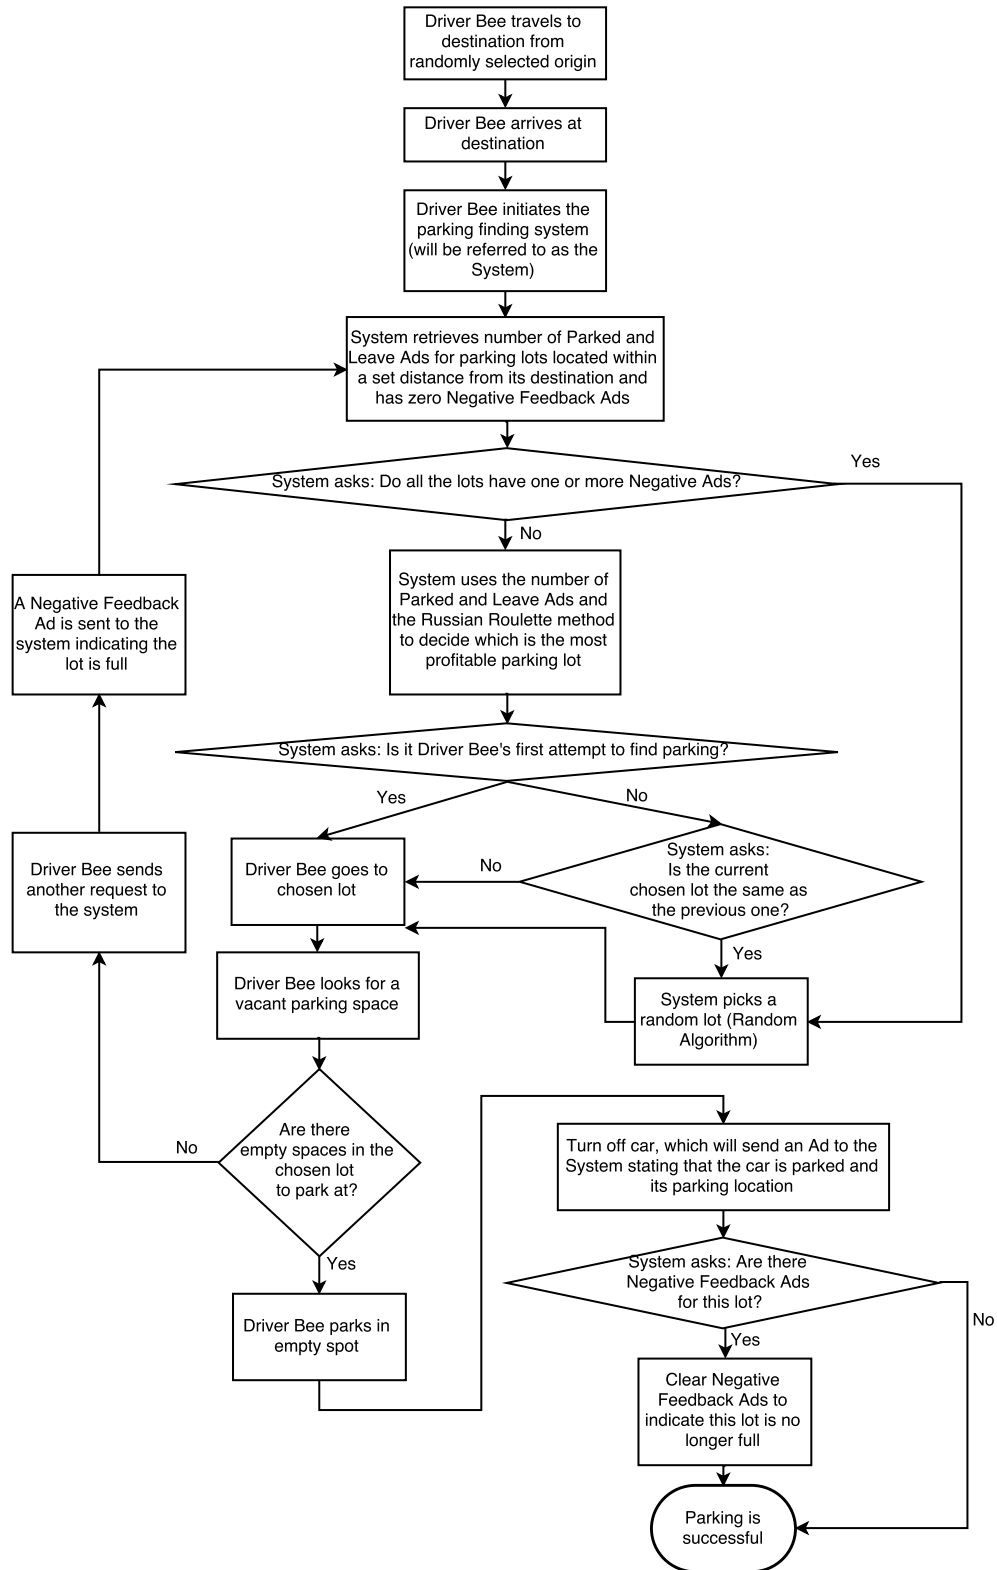 Driver Bee travels to
destination from
randomly selected origin
Driver Bee arrives at
destination
Driver Bee initiates the
parking finding system
(will be referred to as the
System)
System retrieves number of Parked and
Leave Ads for parking lots located within
a set distance from its destination and
has zero Negative Feedback Ads
System asks: Do all the lots have one or more Negative Ads?
Yes
No
System uses the number of
Parked and Leave Ads and
the Russian Roulette method
to decide which is the most
profitable parking lot
A Negative Feedback
Ad is sent to the
system indicating the
lot is full
System asks: Is it Driver Bee's first attempt to find parking?
Yes
No
Driver Bee goes to
chosen lot
No
System asks:
Is the current
chosen lot the same as
the previous one?
Yes
Driver Bee sends
another request to
the system
Driver Bee looks for a
vacant parking space
System picks a
random lot (Random
Algorithm)
Are there
empty spaces in the
chosen lot
to park at?
No
Yes
Driver Bee parks in
empty spot
Turn off car, which will send an Ad to the
System stating that the car is parked and
its parking location
System asks: Are there
Negative Feedback Ads
for this lot?
No
Yes
Clear Negative
Feedback Ads to
indicate this lot is no
longer full
Parking is
successful